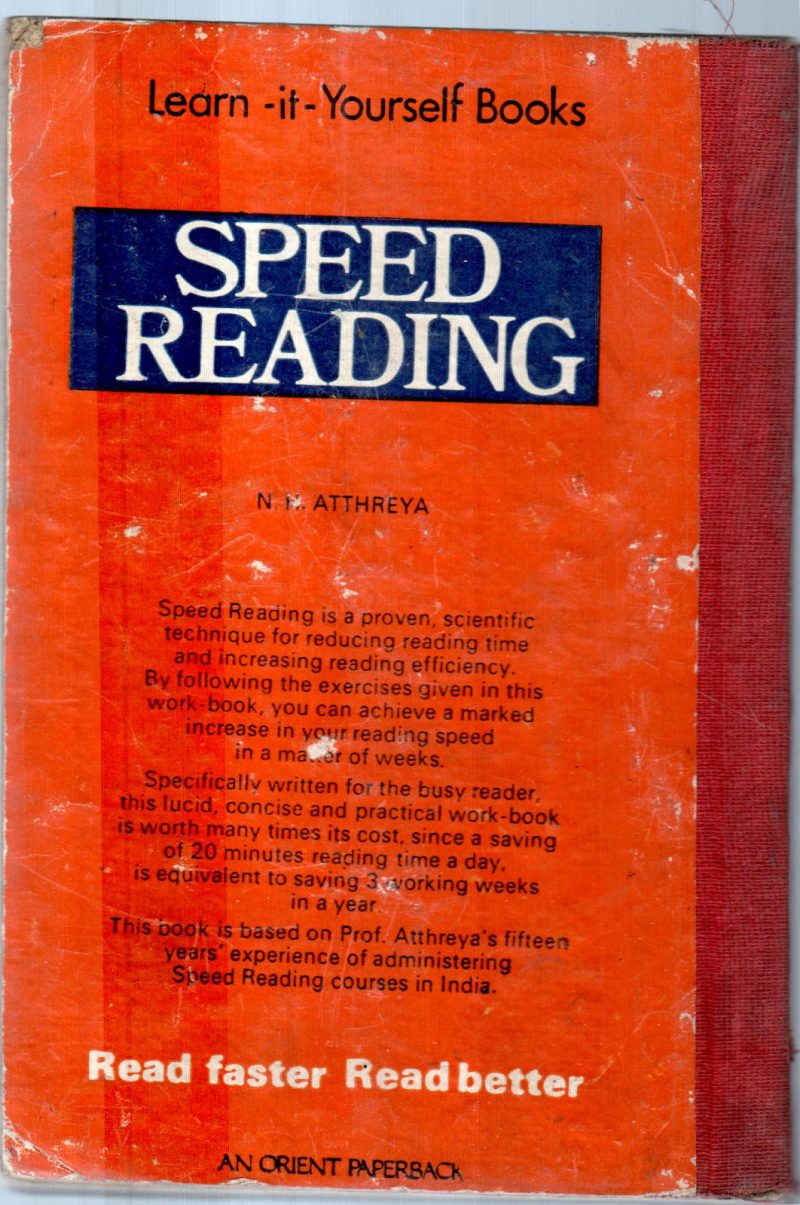 Learn -it- Yourself Books
SPEED
READING
N. H. ATTHREYA
Speed Reading is a proven, scientific
technique for reducing reading time
and increasing reading efficiency.
By following the exercises given in this
work-book, you can achieve a marked
increase in your reading speed
in a matter of weeks.
Specifically written for the busy reader,
this lucid, concise and practical work-book
is worth many times its cost, since a saving
of 20 minutes reading time a day,
is equivalent to saving 3 working weeks
in a year.
This book is based on Prof. Atthreya's fifteen
years' experience of administering
Speed Reading courses in India.
Read faster Read better
AN ORIENT PAPERBACK